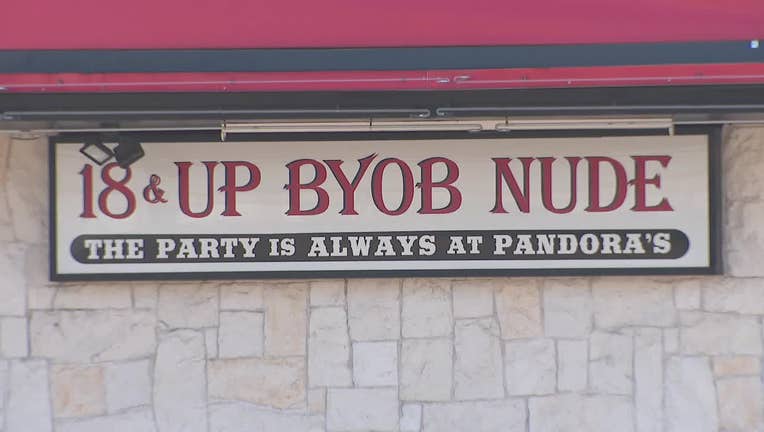 18 & UP BYOB NUDE
THE PARTY IS ALWAYS AT PANDORA'S